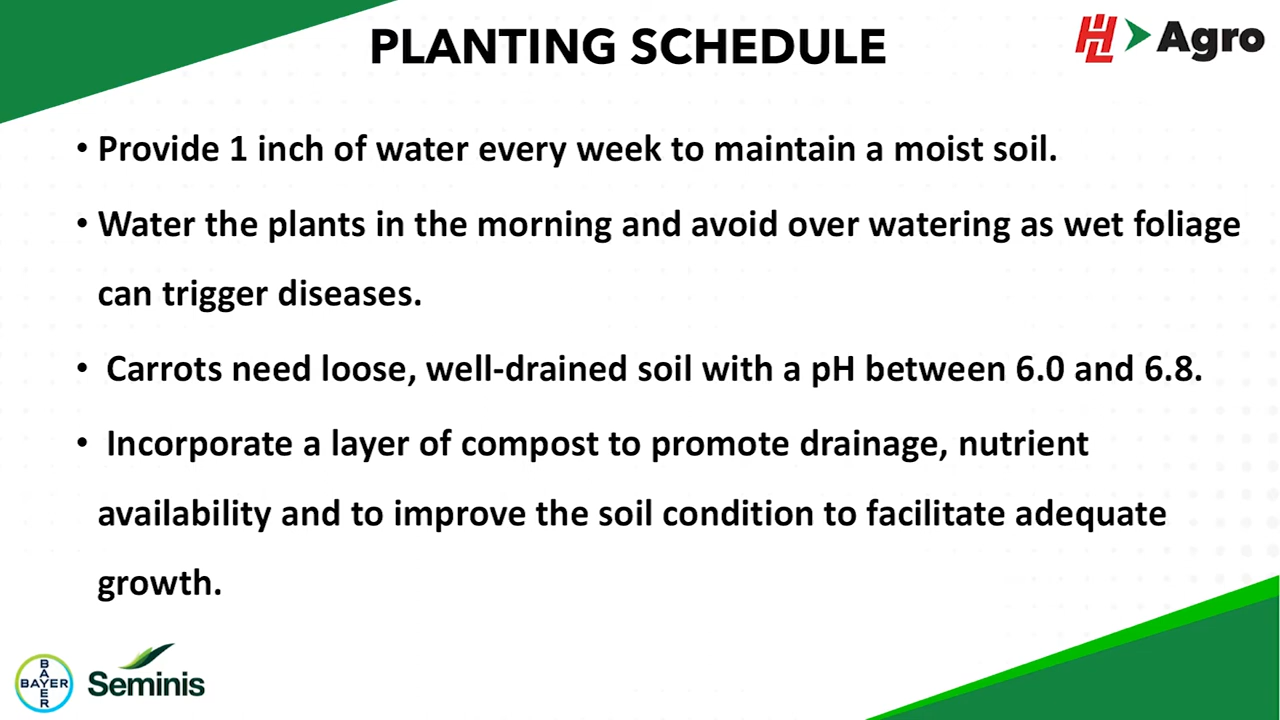 PLANTING SCHEDULE
HHL Agro
• Provide 1 inch of water every week to maintain a moist soil.
• Water the plants in the morning and avoid over watering as wet foliage
can trigger diseases.
• Carrots need loose, well-drained soil with a pH between 6.0 and 6.8.
• Incorporate a layer of compost to promote drainage, nutrient
availability and to improve the soil condition to facilitate adequate
growth.
BAYER
BAYER
Seminis